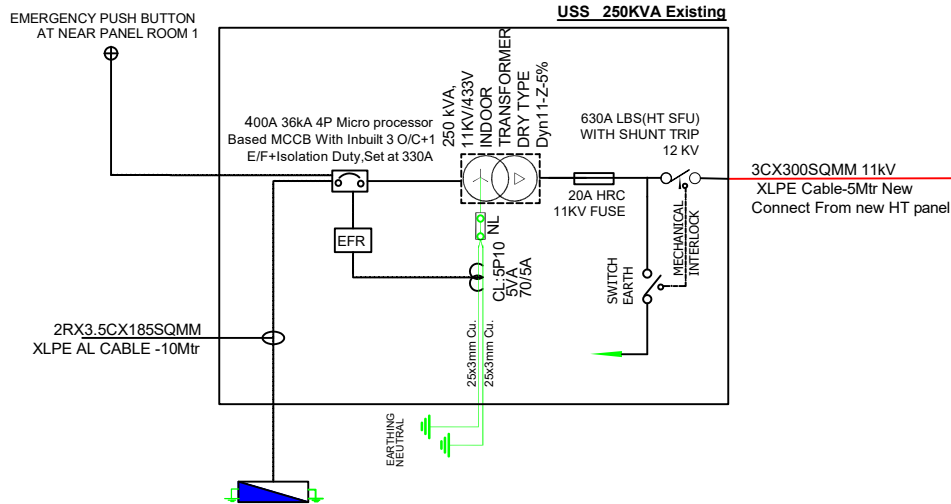 USS 250KVA Existing
EMERGENCY PUSH BUTTON
AT NEAR PANEL ROOM 1
400A 36kA 4P Micro processor
Based MCCB With Inbuilt 3 O/C+1
E/F+Isolation Duty,Set at 330A
250 kVA,
11KV/433V
INDOOR
TRANSFORMER
DRY TYPE
Dyn11-Z-5%
630A LBS(HT SFU)
WITH SHUNT TRIP
12 KV
3CX300SQMM 11kV
XLPE Cable-5Mtr New
Connect From new HT panel
20A HRC
11KV FUSE
NL
EFR
CL:5P10
5VA
70/5A
SWITCH
EARTH
MECHANICAL
INTERLOCK
2RX3.5CX185SQMM
XLPE AL CABLE -10Mtr
25x3mm Cu.
25x3mm Cu.
EARTHING
NEUTRAL